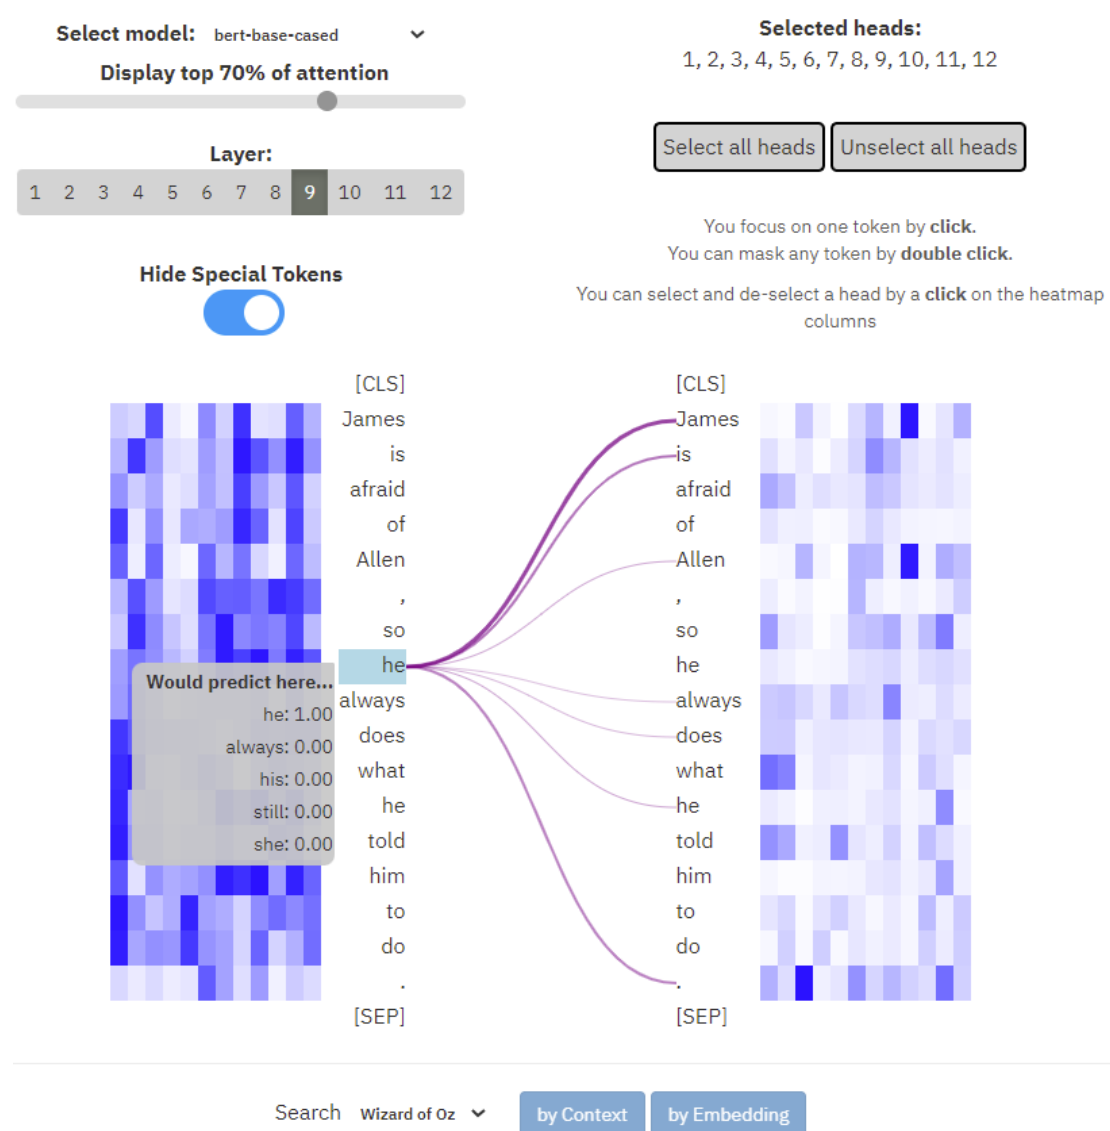 Select model: bert-base-cased
Display top 70% of attention
Layer:
1 2 3 4 5 6 7 8 9 10 11 12
Hide Special Tokens
Selected heads:
1, 2, 3, 4, 5, 6, 7, 8, 9, 10, 11, 12
Select all heads Unselect all heads
You focus on one token by click.
You can mask any token by double click.
You can select and de-select a head by a click on the heatmap
columns
[CLS] [CLS]
James James
is is
afraid afraid
of of
Allen Allen
, ,
so so
he he
always always
does does
what what
he he
told told
him him
to to
do do
. .
[SEP] [SEP]
Would predict here...
he: 1.00
always: 0.00
his: 0.00
still: 0.00
she: 0.00
Search Wizard of Oz by Context by Embedding